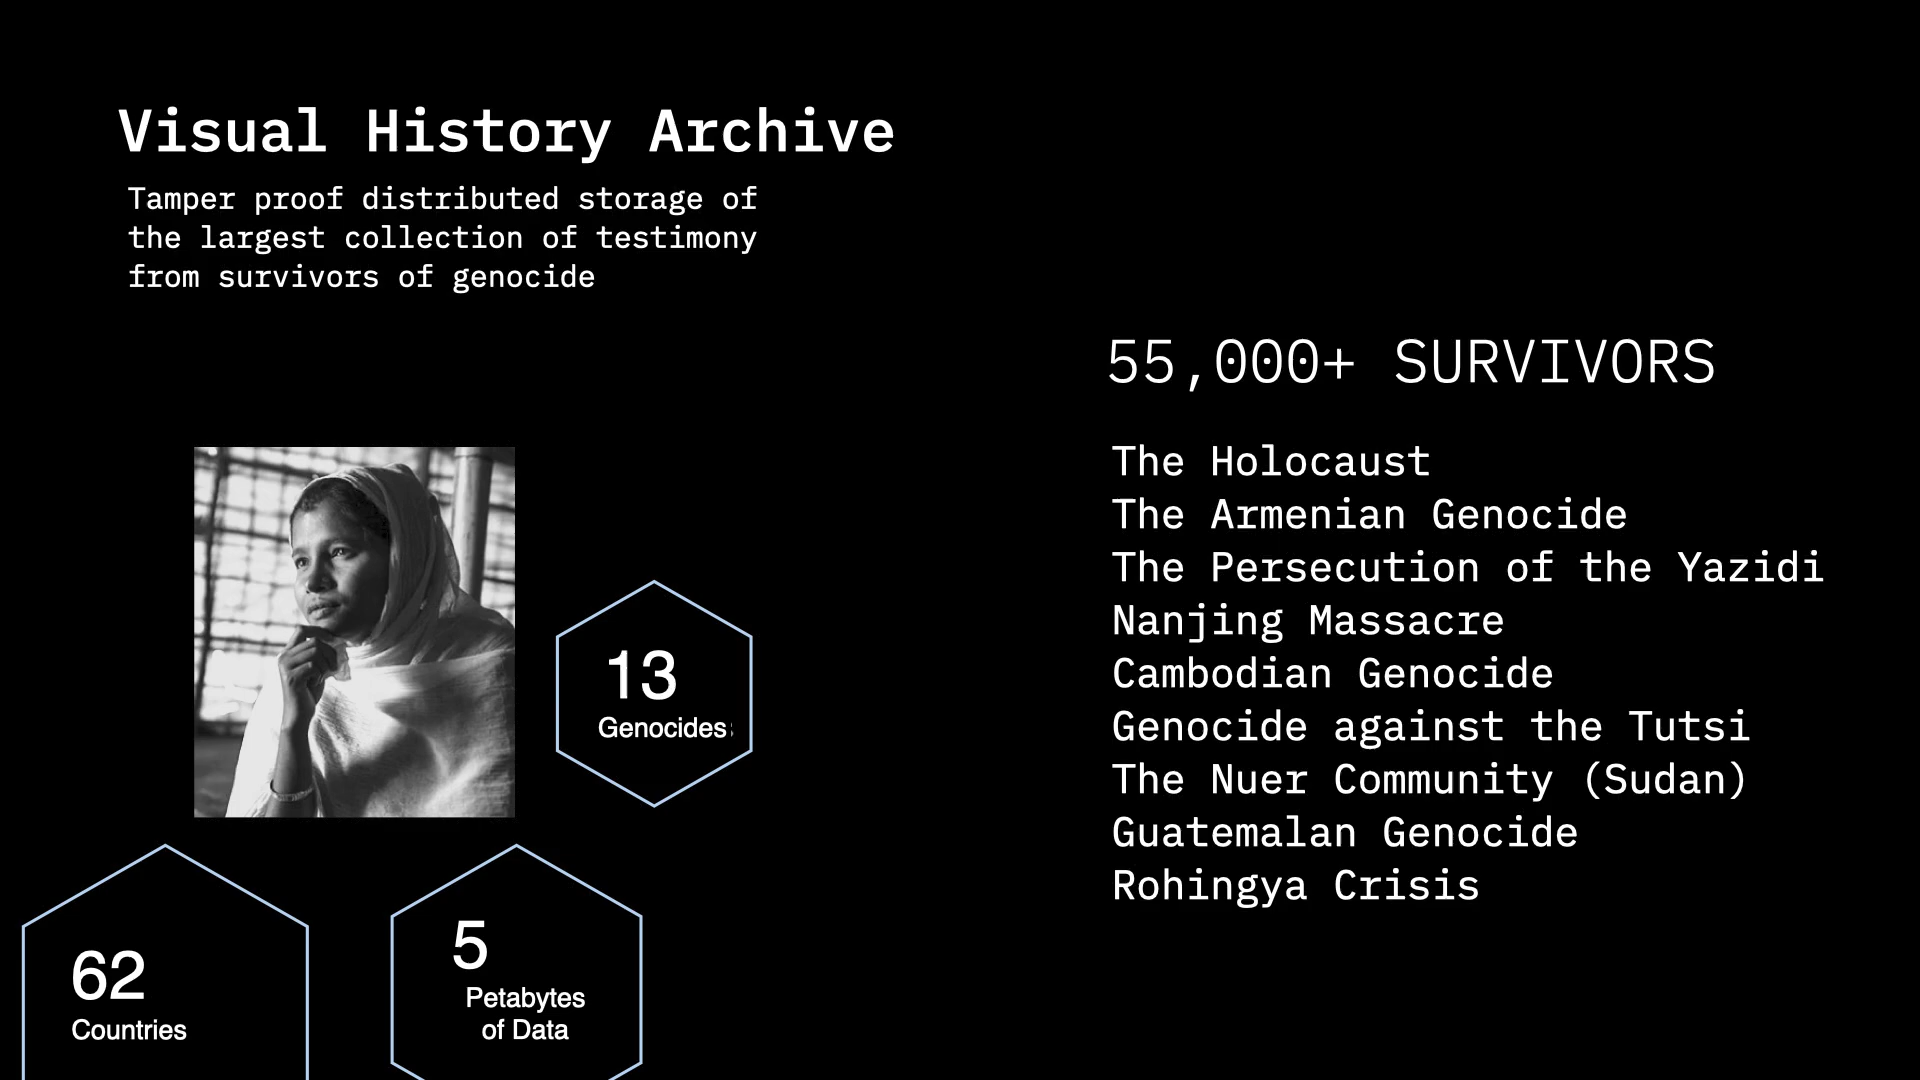 Visual History Archive
Tamper proof distributed storage of
the largest collection of testimony
from survivors of genocide
55,000+ SURVIVORS
The Holocaust
The Armenian Genocide
The Persecution of the Yazidi
Nanjing Massacre
Cambodian Genocide
Genocide against the Tutsi
The Nuer Community (Sudan)
Guatemalan Genocide
Rohingya Crisis
13
Genocides
62
Countries
5
Petabytes
of Data